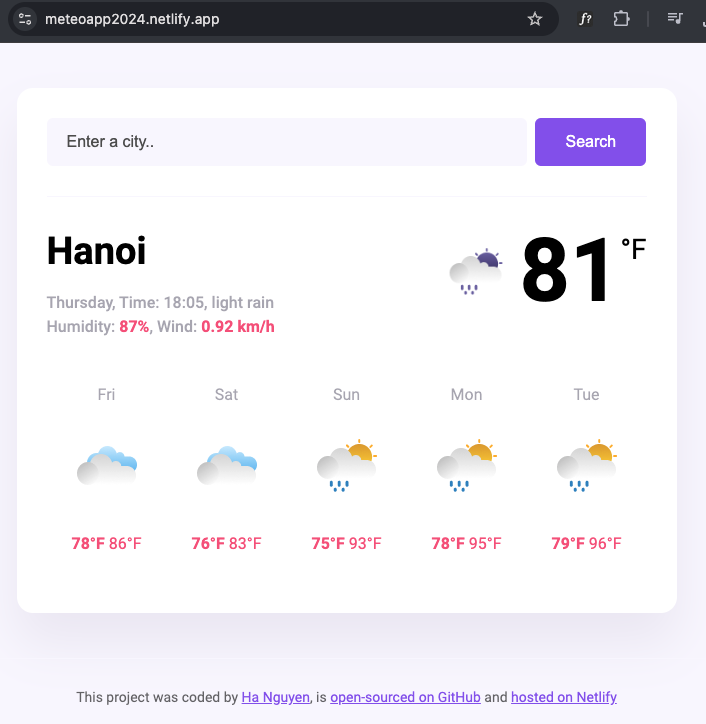 meteoapp2024.netlify.app
f?
Enter a city..
Search
Hanoi
81 °F
Thursday, Time: 18:05, light rain
Humidity: 87%, Wind: 0.92 km/h
Fri Sat Sun Mon Tue
78°F 86°F 76°F 83°F 75°F 93°F 78°F 95°F 79°F 96°F
This project was coded by Ha Nguyen, is open-sourced on GitHub and hosted on Netlify